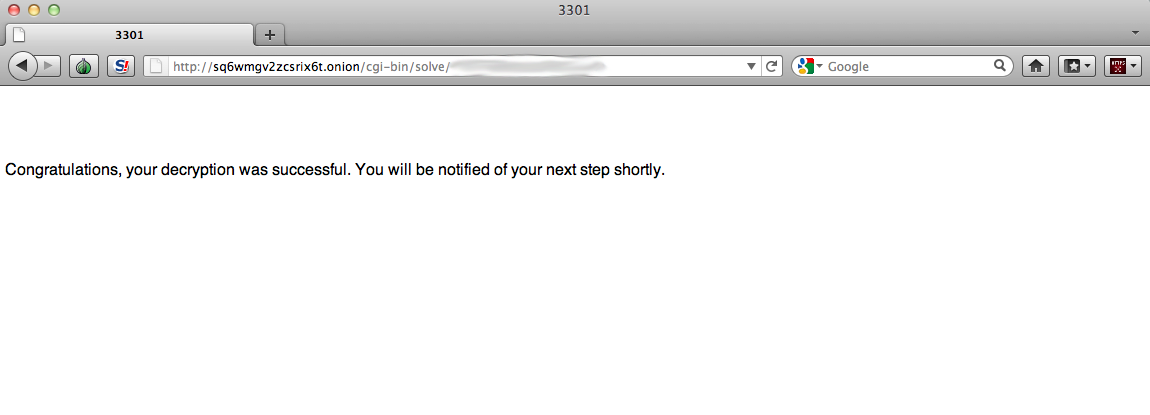 3301
3301
http://sq6wmgv2zcsrix6t.onion/cgi-bin/solve/
Google
Congratulations, your decryption was successful. You will be notified of your next step shortly.